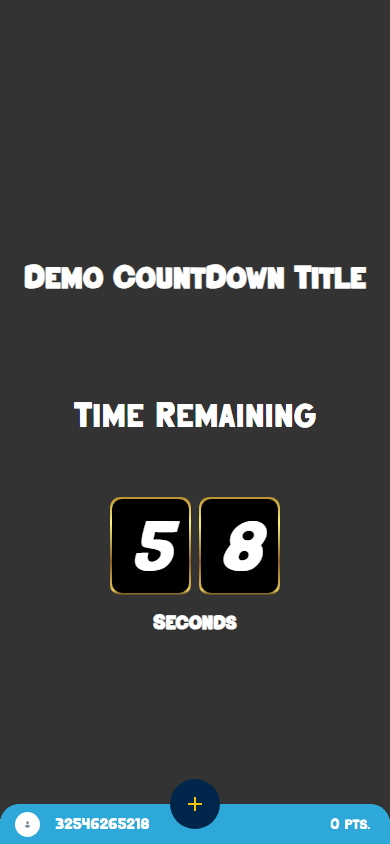 Demo CountDown Title
Time Remaining
5 8
Seconds
32546265218
0 pts.